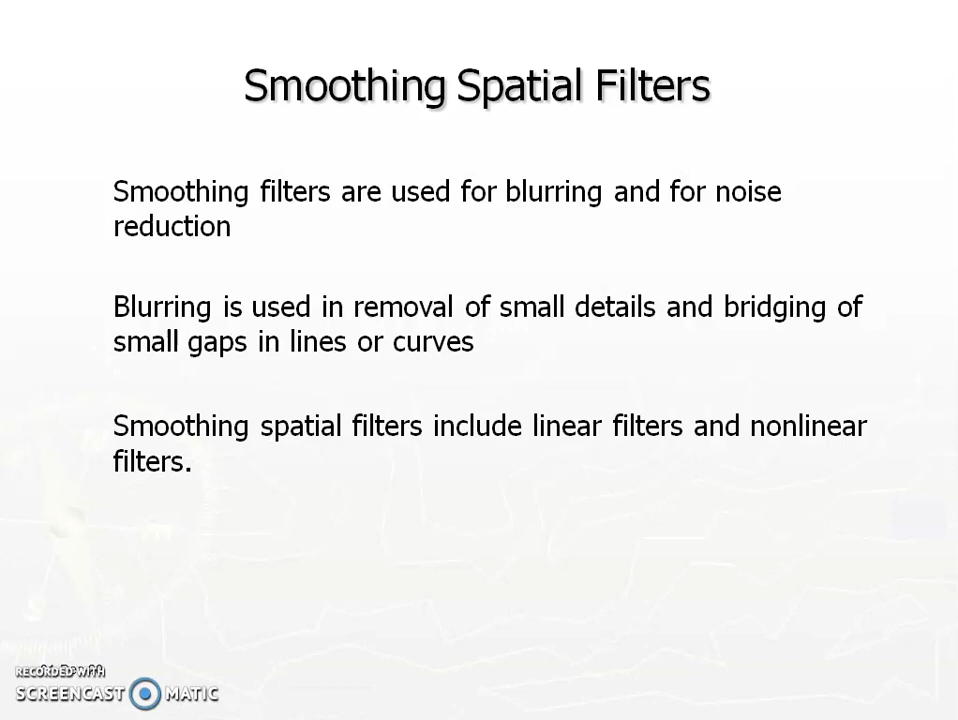 Smoothing Spatial Filters
Smoothing filters are used for blurring and for noise
reduction
Blurring is used in removal of small details and bridging of
small gaps in lines or curves
Smoothing spatial filters include linear filters and nonlinear
filters.
RECORDED WITH
SCREENCAST MATIC